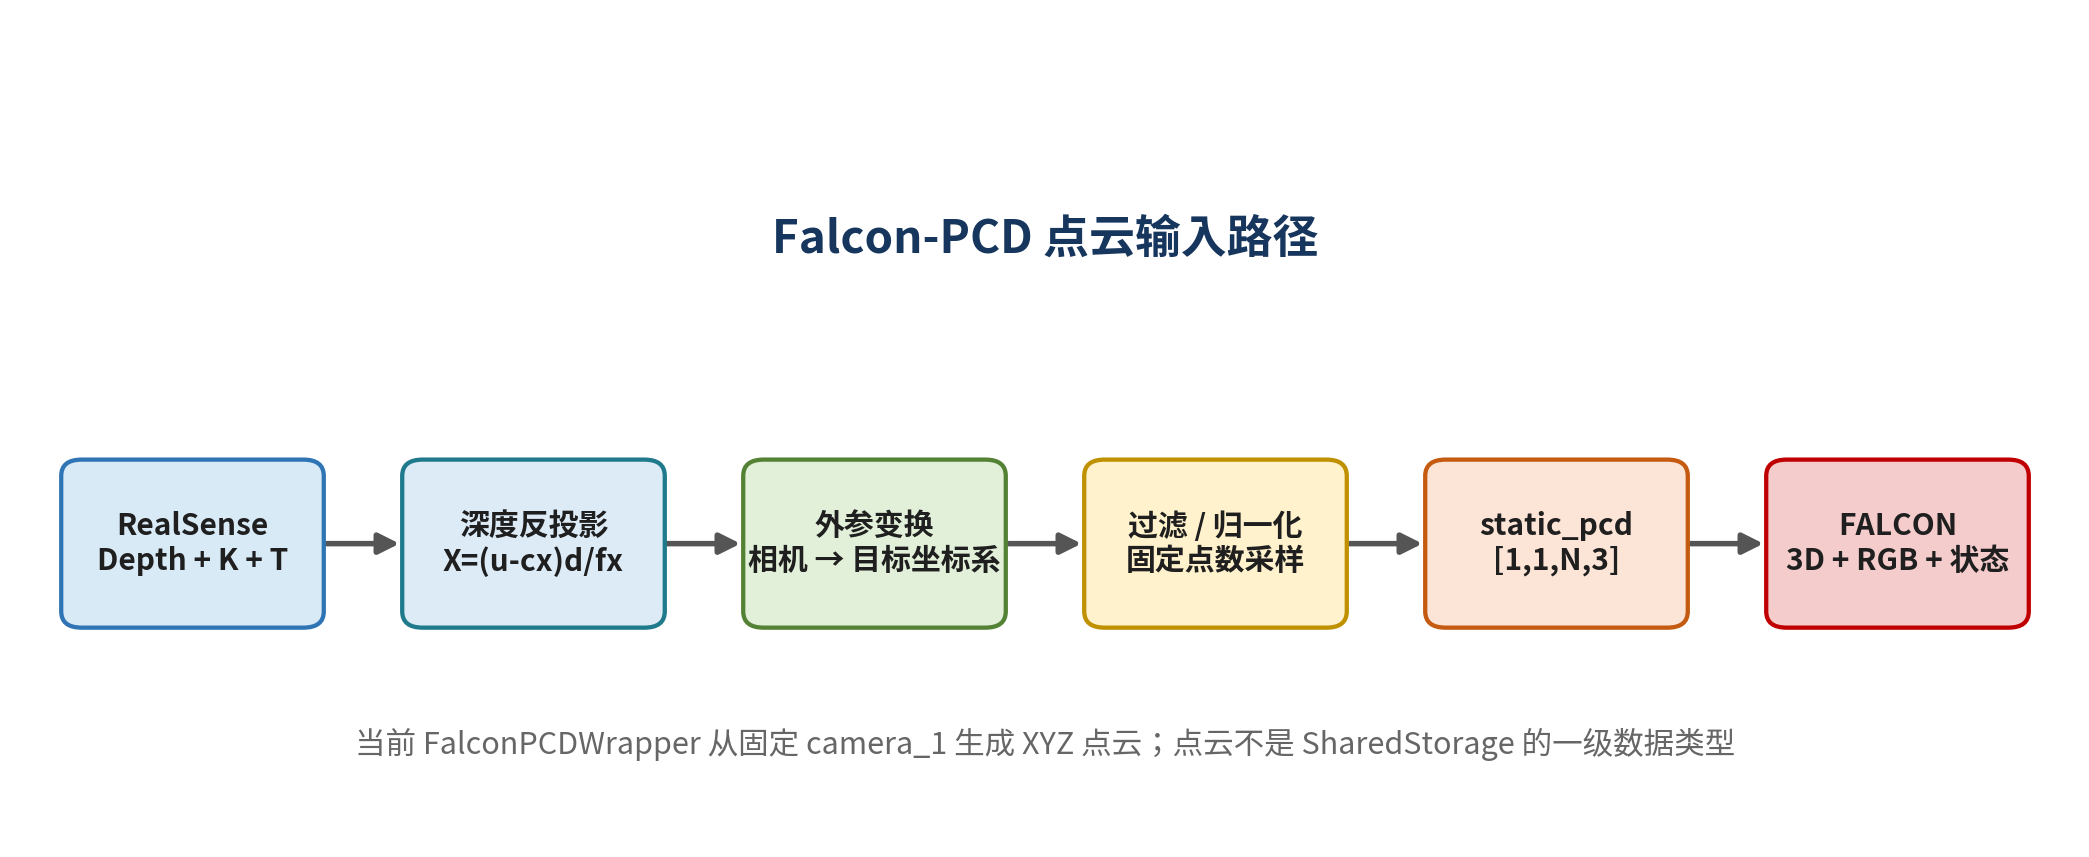 Falcon-PCD 点云输入路径
RealSense
Depth + K + T
深度反投影
X=(u-cx)d/fx
外参变换
相机 → 目标坐标系
过滤 / 归一化
固定点数采样
static_pcd
[1,1,N,3]
FALCON
3D + RGB + 状态
当前 FalconPCDWrapper 从固定 camera_1 生成 XYZ 点云；点云不是 SharedStorage 的一级数据类型